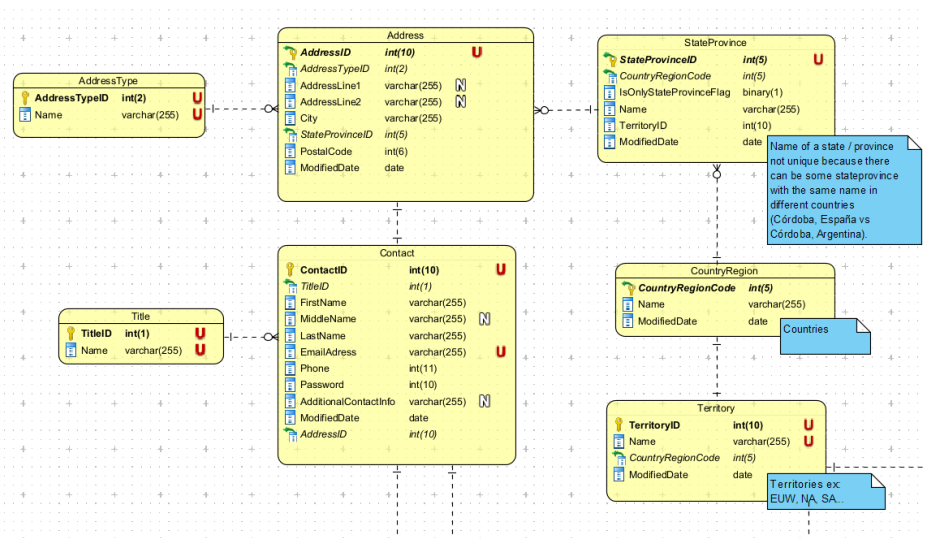 Address
AddressID int(10) U
AddressTypeID int(2)
AddressLine1 varchar(255) N
AddressLine2 varchar(255) N
City varchar(255)
StateProvinceID int(5)
PostalCode int(6)
ModifiedDate date
StateProvince
StateProvinceID int(5) U
CountryRegionCode int(5)
IsOnlyStateProvinceFlag binary(1)
Name varchar(255)
TerritoryID int(10)
ModifiedDate date
AddressType
AddressTypeID int(2) U
Name varchar(255) U
Name of a state / province
not unique because there
can be some stateprovince
with the same name in
different countries
(Córdoba, España vs
Córdoba, Argentina).
Contact
ContactID int(10) U
TitleID int(1)
FirstName varchar(255)
MiddleName varchar(255) N
LastName varchar(255)
EmailAdress varchar(255) U
Phone int(11)
Password int(10)
AdditionalContactInfo varchar(255) N
ModifiedDate date
AddressID int(10)
CountryRegion
CountryRegionCode int(5)
Name varchar(255)
ModifiedDate date
Countries
Title
TitleID int(1) U
Name varchar(255) U
Territory
TerritoryID int(10) U
Name varchar(255) U
CountryRegionCode int(5)
ModifiedDate date
Territories ex:
EUW, NA, SA...